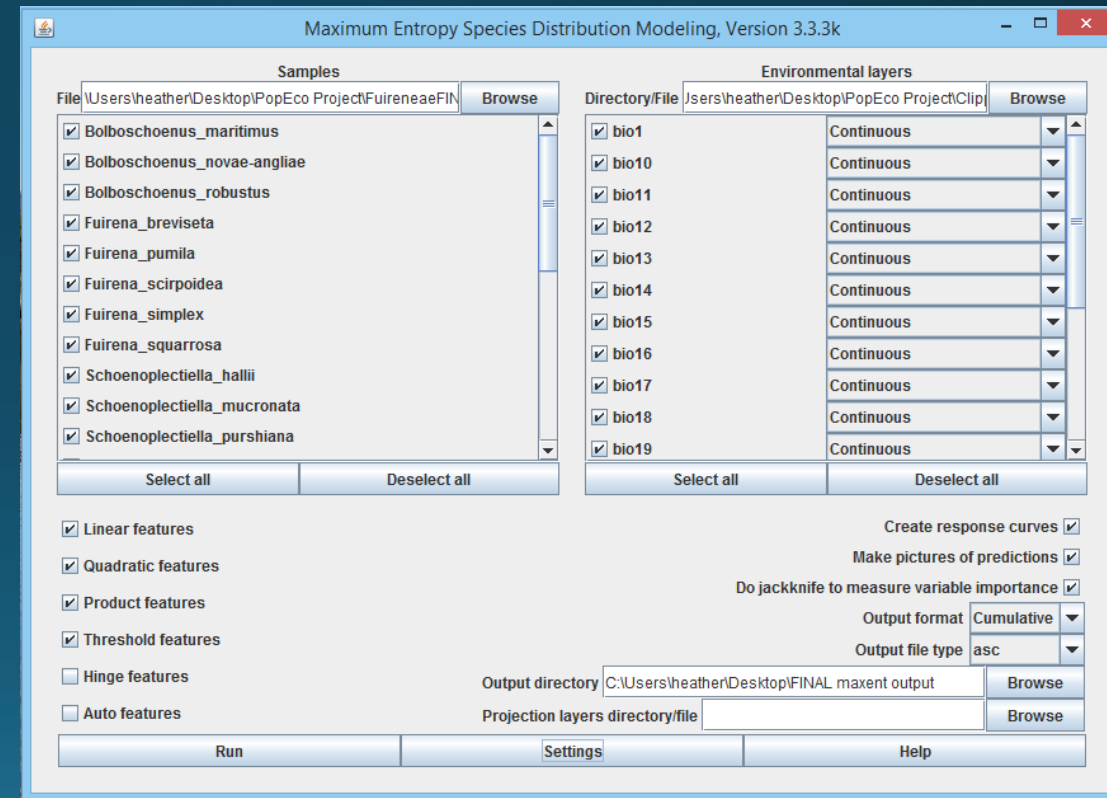 Maximum Entropy Species Distribution Modeling, Version 3.3.3k
Samples
File \Users\heather\Desktop\PopEco Project\FuireneaeFIN Browse
Bolboschoenus_maritimus
Bolboschoenus_novae-angliae
Bolboschoenus_robustus
Fuirena_breviseta
Fuirena_pumila
Fuirena_scirpoidea
Fuirena_simplex
Fuirena_squarrosa
Schoenoplectiella_hallii
Schoenoplectiella_mucronata
Schoenoplectiella_purshiana
Select all Deselect all
Environmental layers
Directory/File Jsers\heather\Desktop\PopEco Project\Clipp Browse
bio1 Continuous
bio10 Continuous
bio11 Continuous
bio12 Continuous
bio13 Continuous
bio14 Continuous
bio15 Continuous
bio16 Continuous
bio17 Continuous
bio18 Continuous
bio19 Continuous
Select all Deselect all
Linear features
Quadratic features
Product features
Threshold features
Hinge features
Auto features
Create response curves
Make pictures of predictions
Do jackknife to measure variable importance
Output format Cumulative
Output file type asc
Output directory C:\Users\heather\Desktop\FINAL maxent output Browse
Projection layers directory/file Browse
Run Settings Help